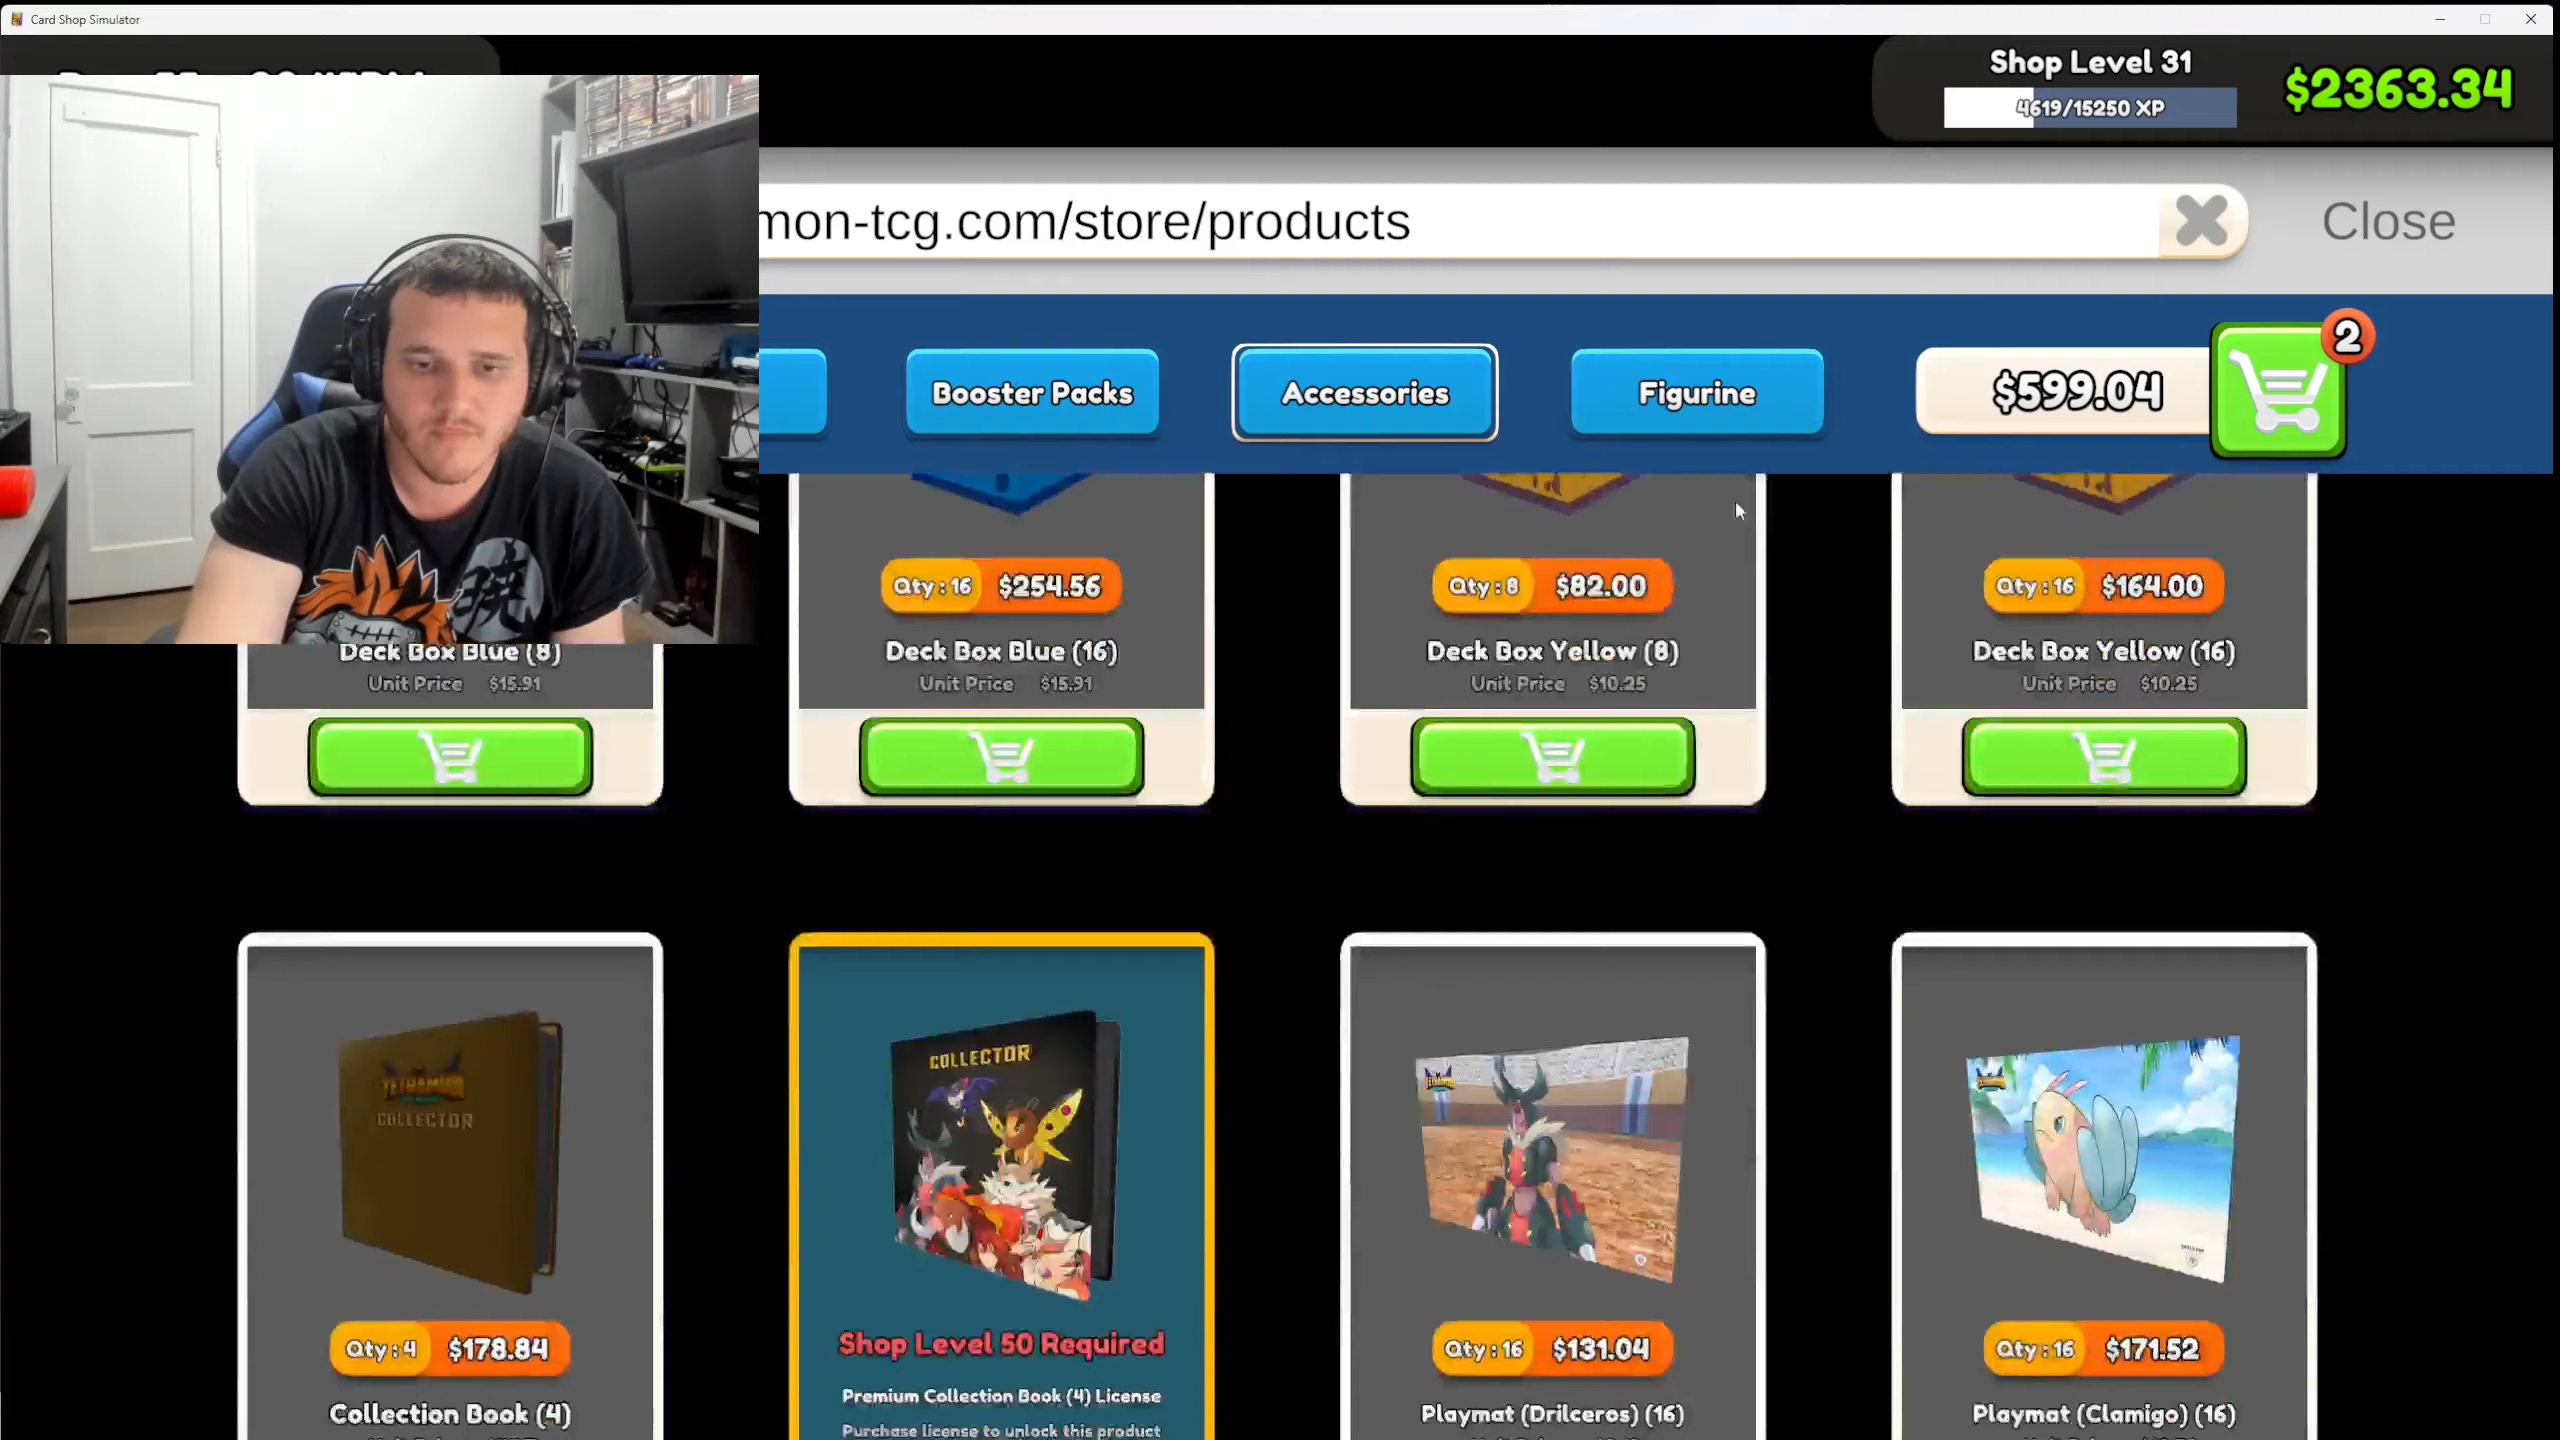 Card Shop Simulator
Shop Level 31
4619/15250 XP
$2363.34
mon-tcg.com/store/products
Close
Booster Packs
Accessories
Figurine
$599.04
2
Qty : 16 $254.56
Qty : 8 $82.00
Qty : 16 $164.00
Deck Box Blue (8)
Unit Price $15.91
Deck Box Blue (16)
Unit Price $15.91
Deck Box Yellow (8)
Unit Price $10.25
Deck Box Yellow (16)
Unit Price $10.25
TETRAMON
COLLECTOR
COLLECTOR
Qty : 4 $178.84
Collection Book (4)
Shop Level 50 Required
Premium Collection Book (4) License
Purchase license to unlock this product
Qty : 16 $131.04
Playmat (Drilceros) (16)
Qty : 16 $171.52
Playmat (Clamigo) (16)